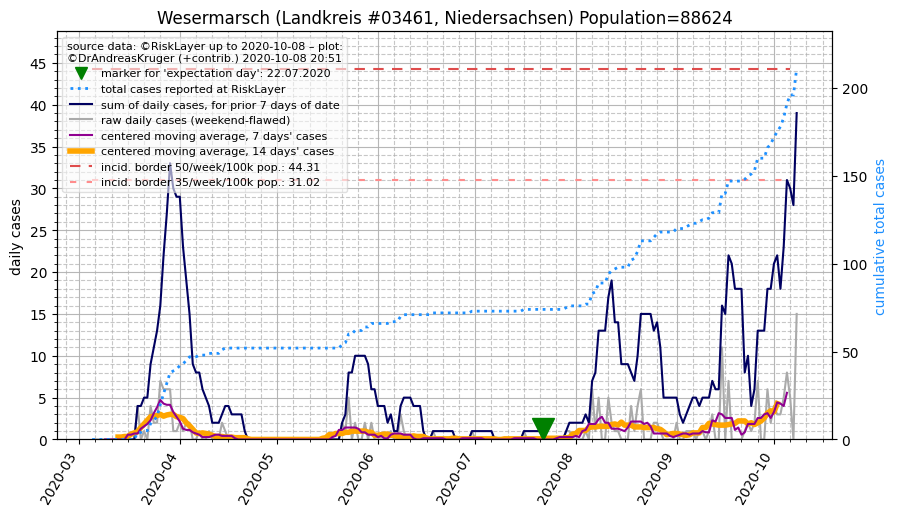 Wesermarsch (Landkreis #03461, Niedersachsen) Population=88624
source data: ©RiskLayer up to 2020-10-08 – plot:
©DrAndreasKruger (+contrib.) 2020-10-08 20:51
marker for 'expectation day': 22.07.2020
total cases reported at RiskLayer
sum of daily cases, for prior 7 days of date
raw daily cases (weekend-flawed)
centered moving average, 7 days' cases
centered moving average, 14 days' cases
incid. border 50/week/100k pop.: 44.31
incid. border 35/week/100k pop.: 31.02
daily cases
45
40
35
30
25
20
15
10
5
0
cumulative total cases
200
150
100
50
0
2020-03
2020-04
2020-05
2020-06
2020-07
2020-08
2020-09
2020-10